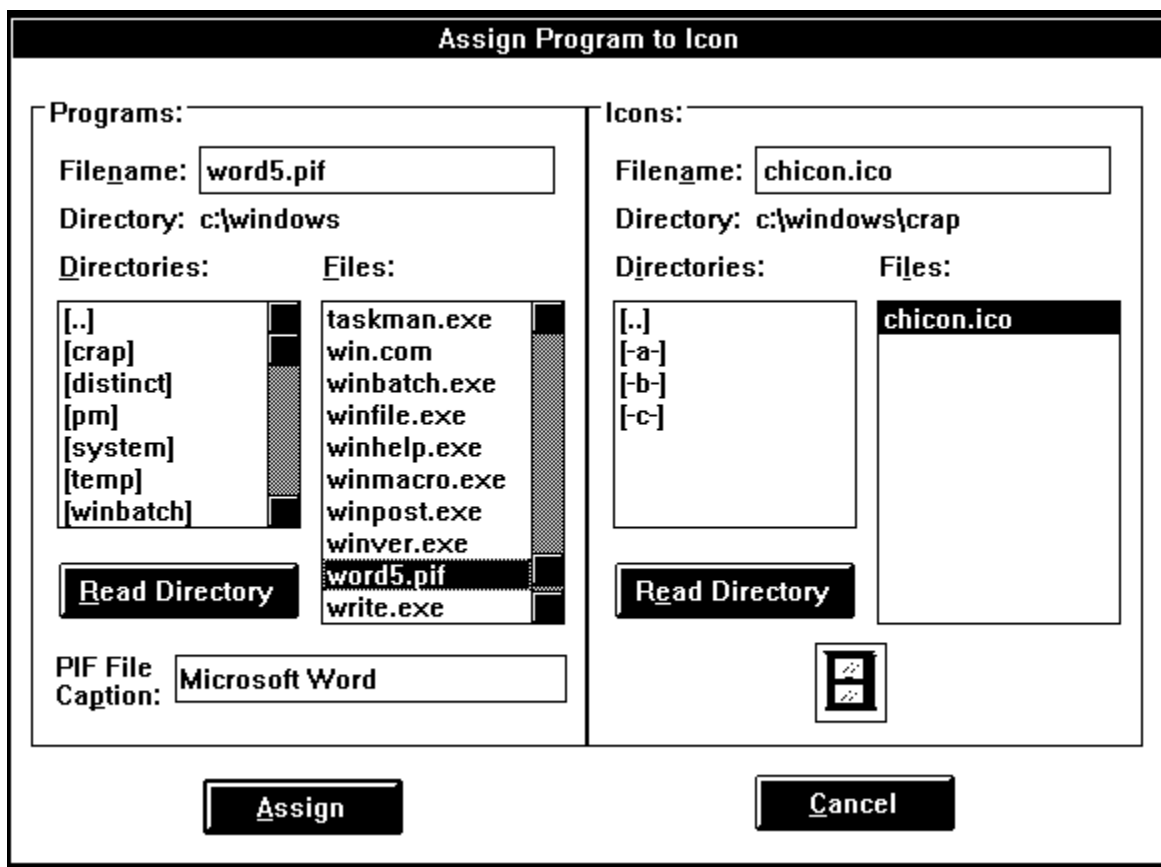 Assign Program to Icon
Programs:
Filename: word5.pif
Directory: c:\windows
Directories:
[..]
[crap]
[distinct]
[pm]
[system]
[temp]
[winbatch]
Read Directory
Files:
taskman.exe
win.com
winbatch.exe
winfile.exe
winhelp.exe
winmacro.exe
winpost.exe
winver.exe
word5.pif
write.exe
PIF File
Caption: Microsoft Word
Icons:
Filename: chicon.ico
Directory: c:\windows\crap
Directories:
[..]
[-a-]
[-b-]
[-c-]
Read Directory
Files:
chicon.ico
Assign
Cancel